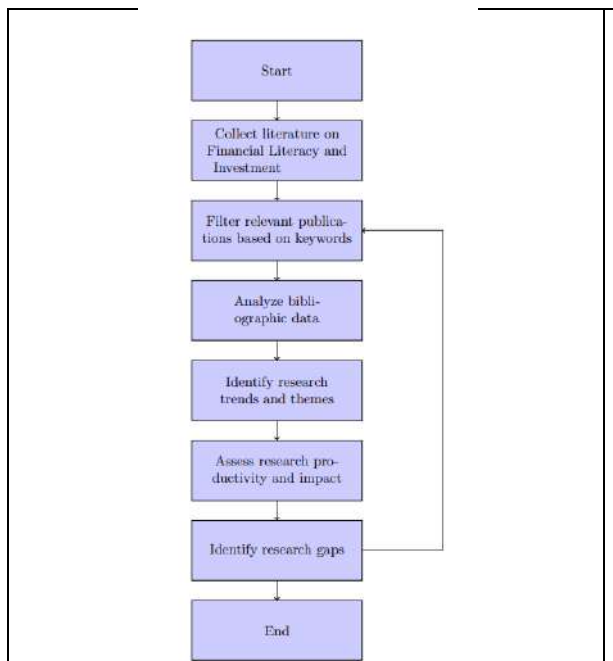 Start
Collect literature on
Financial Literacy and
Investment
Filter relevant publica-
tions based on keywords
Analyze bibli-
ographic data
Identify research
trends and themes
Assess research pro-
ductivity and impact
Identify research gaps
End